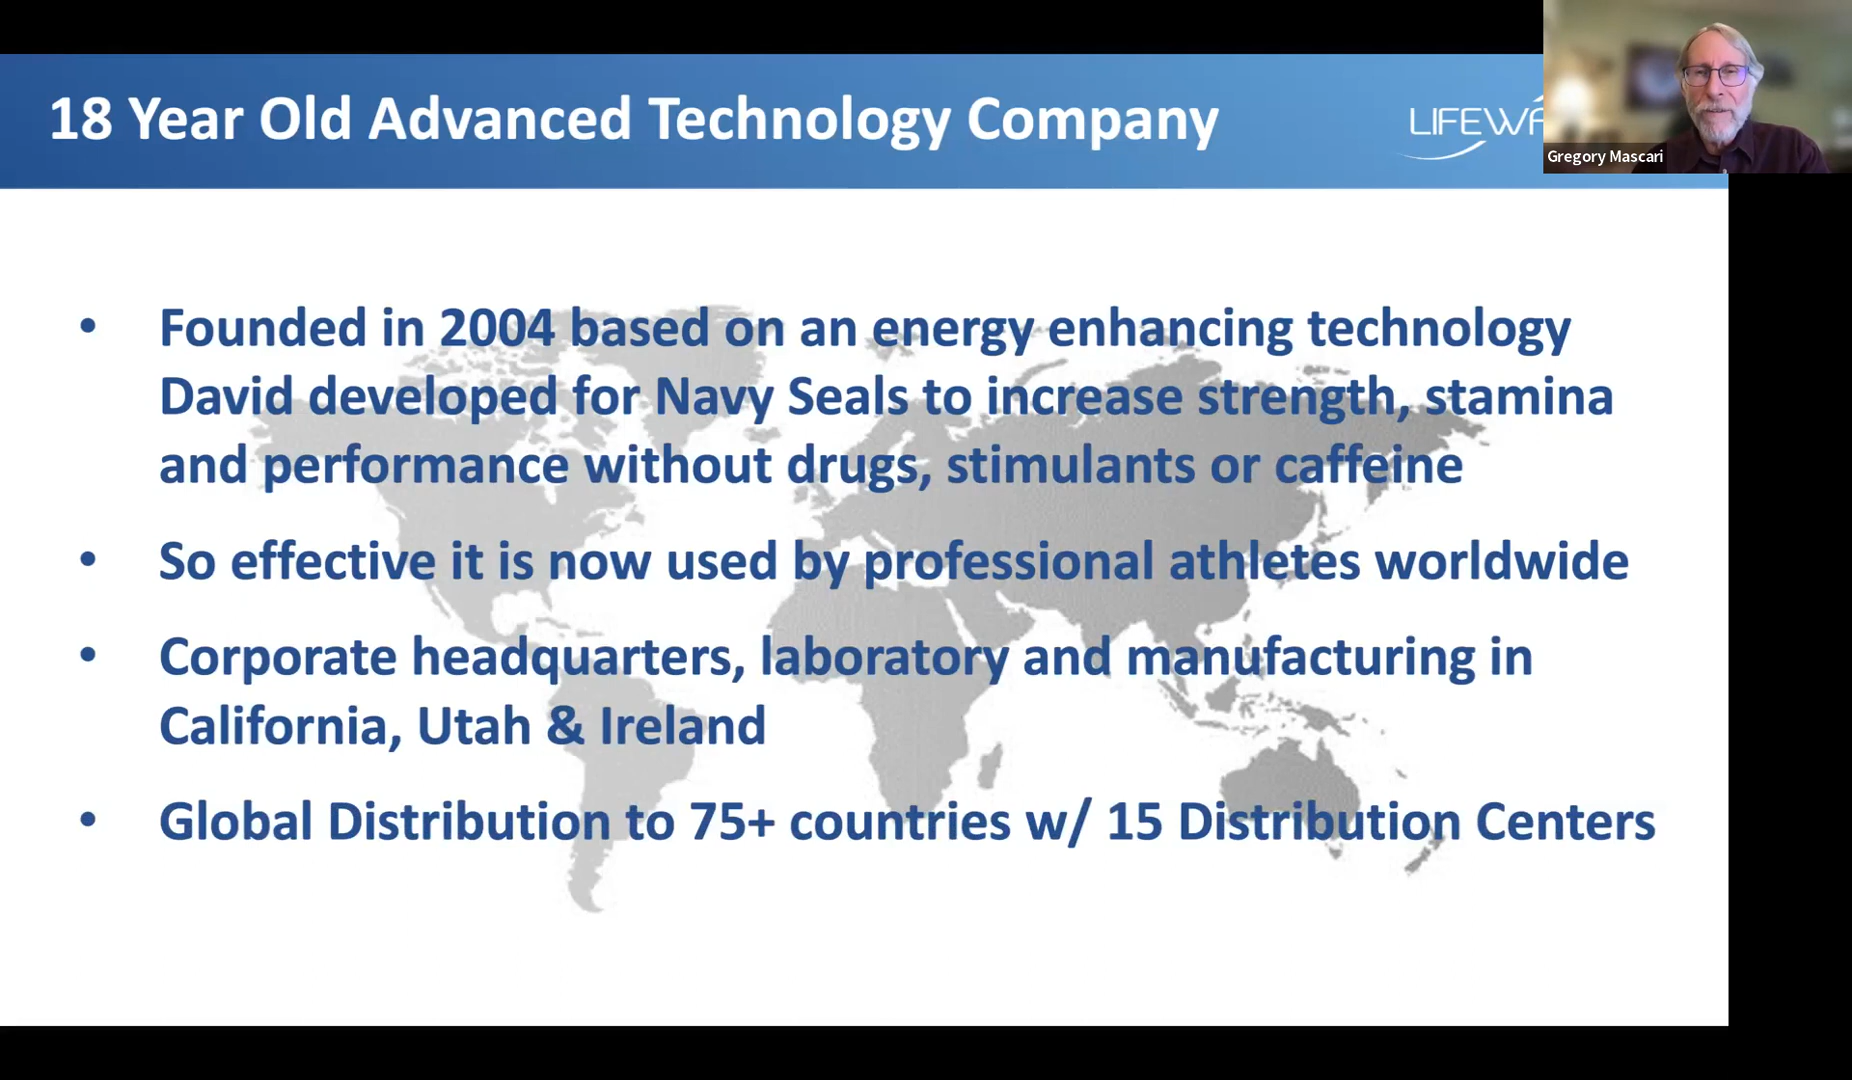 18 Year Old Advanced Technology Company
LIFEWA
Gregory Mascari
• Founded in 2004 based on an energy enhancing technology
David developed for Navy Seals to increase strength, stamina
and performance without drugs, stimulants or caffeine
• So effective it is now used by professional athletes worldwide
• Corporate headquarters, laboratory and manufacturing in
California, Utah & Ireland
• Global Distribution to 75+ countries w/ 15 Distribution Centers